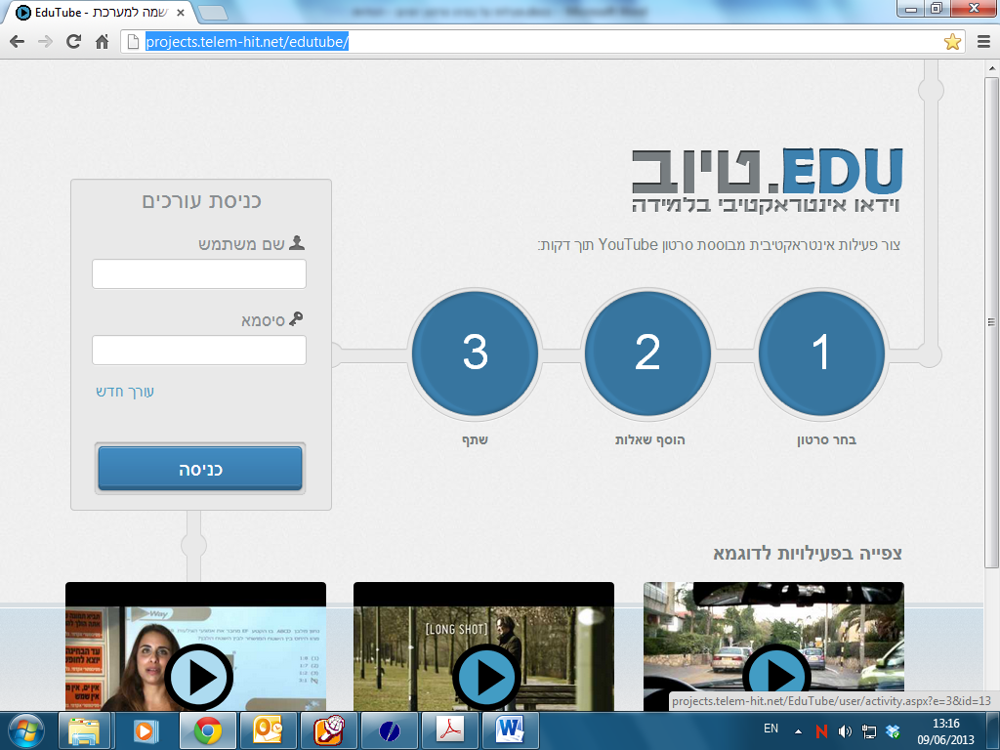 EduTube - שמה למערכת
projects.telem-hit.net/edutube/
EDU.טיוב
וידאו אינטראקטיבי בלמידה
צור פעילות אינטראקטיבית מבוססת סרטון YouTube תוך דקות:
כניסת עורכים
שם משתמש
סיסמא
עורך חדש
כניסה
1
2
3
בחר סרטון
הוסף שאלות
שתף
צפייה בפעילויות לדוגמא
Way
[LONG SHOT]
projects.telem-hit.net/EduTube/user/activity.aspx?e=3&id=13
EN
13:16
09/06/2013